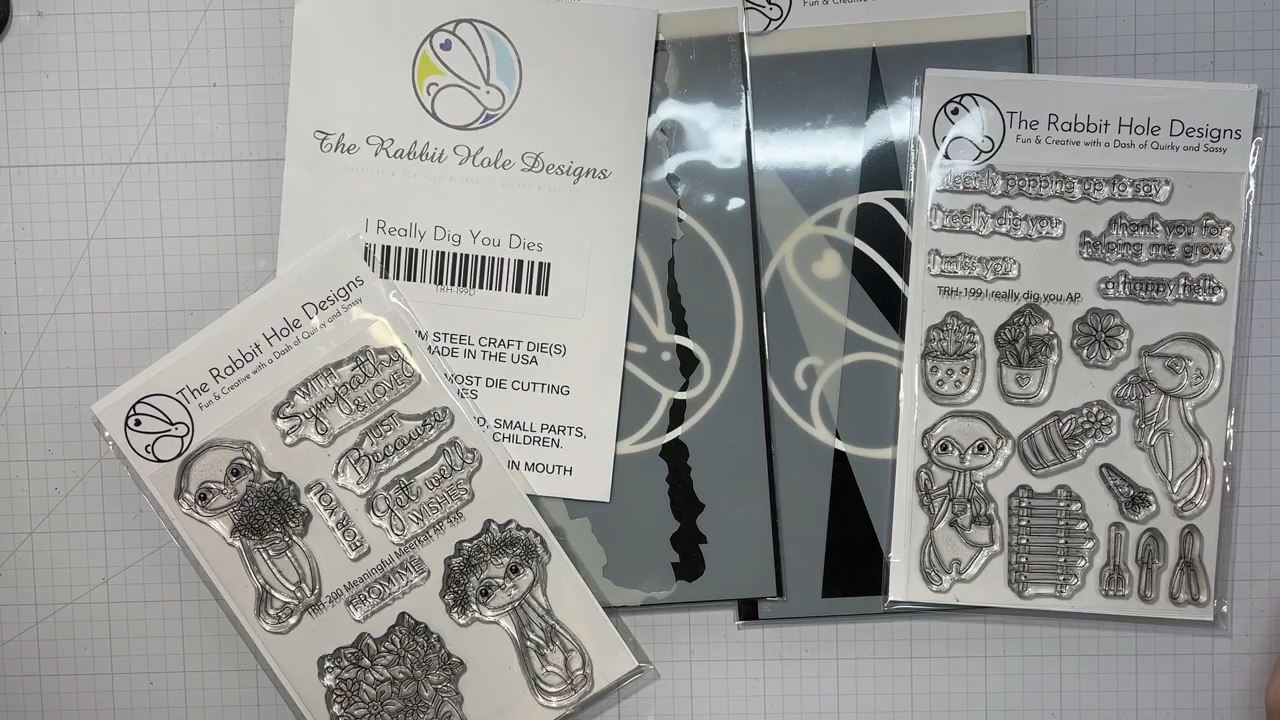 The Rabbit Hole Designs
I Really Dig You Dies
TRH-199D
M STEEL CRAFT DIE(S)
MADE IN THE USA
MOST DIE CUTTING
ES
D, SMALL PARTS,
CHILDREN.
IN MOUTH
The Rabbit Hole Designs
Fun & Creative with a Dash of Quirky and Sassy
WITH
Sympathy
& LOVE
JUST
Because
get well
WISHES
FOR YOU
TRH-200 Meaningful Meerkat AP 4x6
FROM ME
Fun & Creative with a
The Rabbit Hole Designs
Fun & Creative with a Dash of Quirky and Sassy
popping up to say
I really dig you
thank you for
helping me grow
I miss you
a happy hello
TRH-199 I really dig you AP